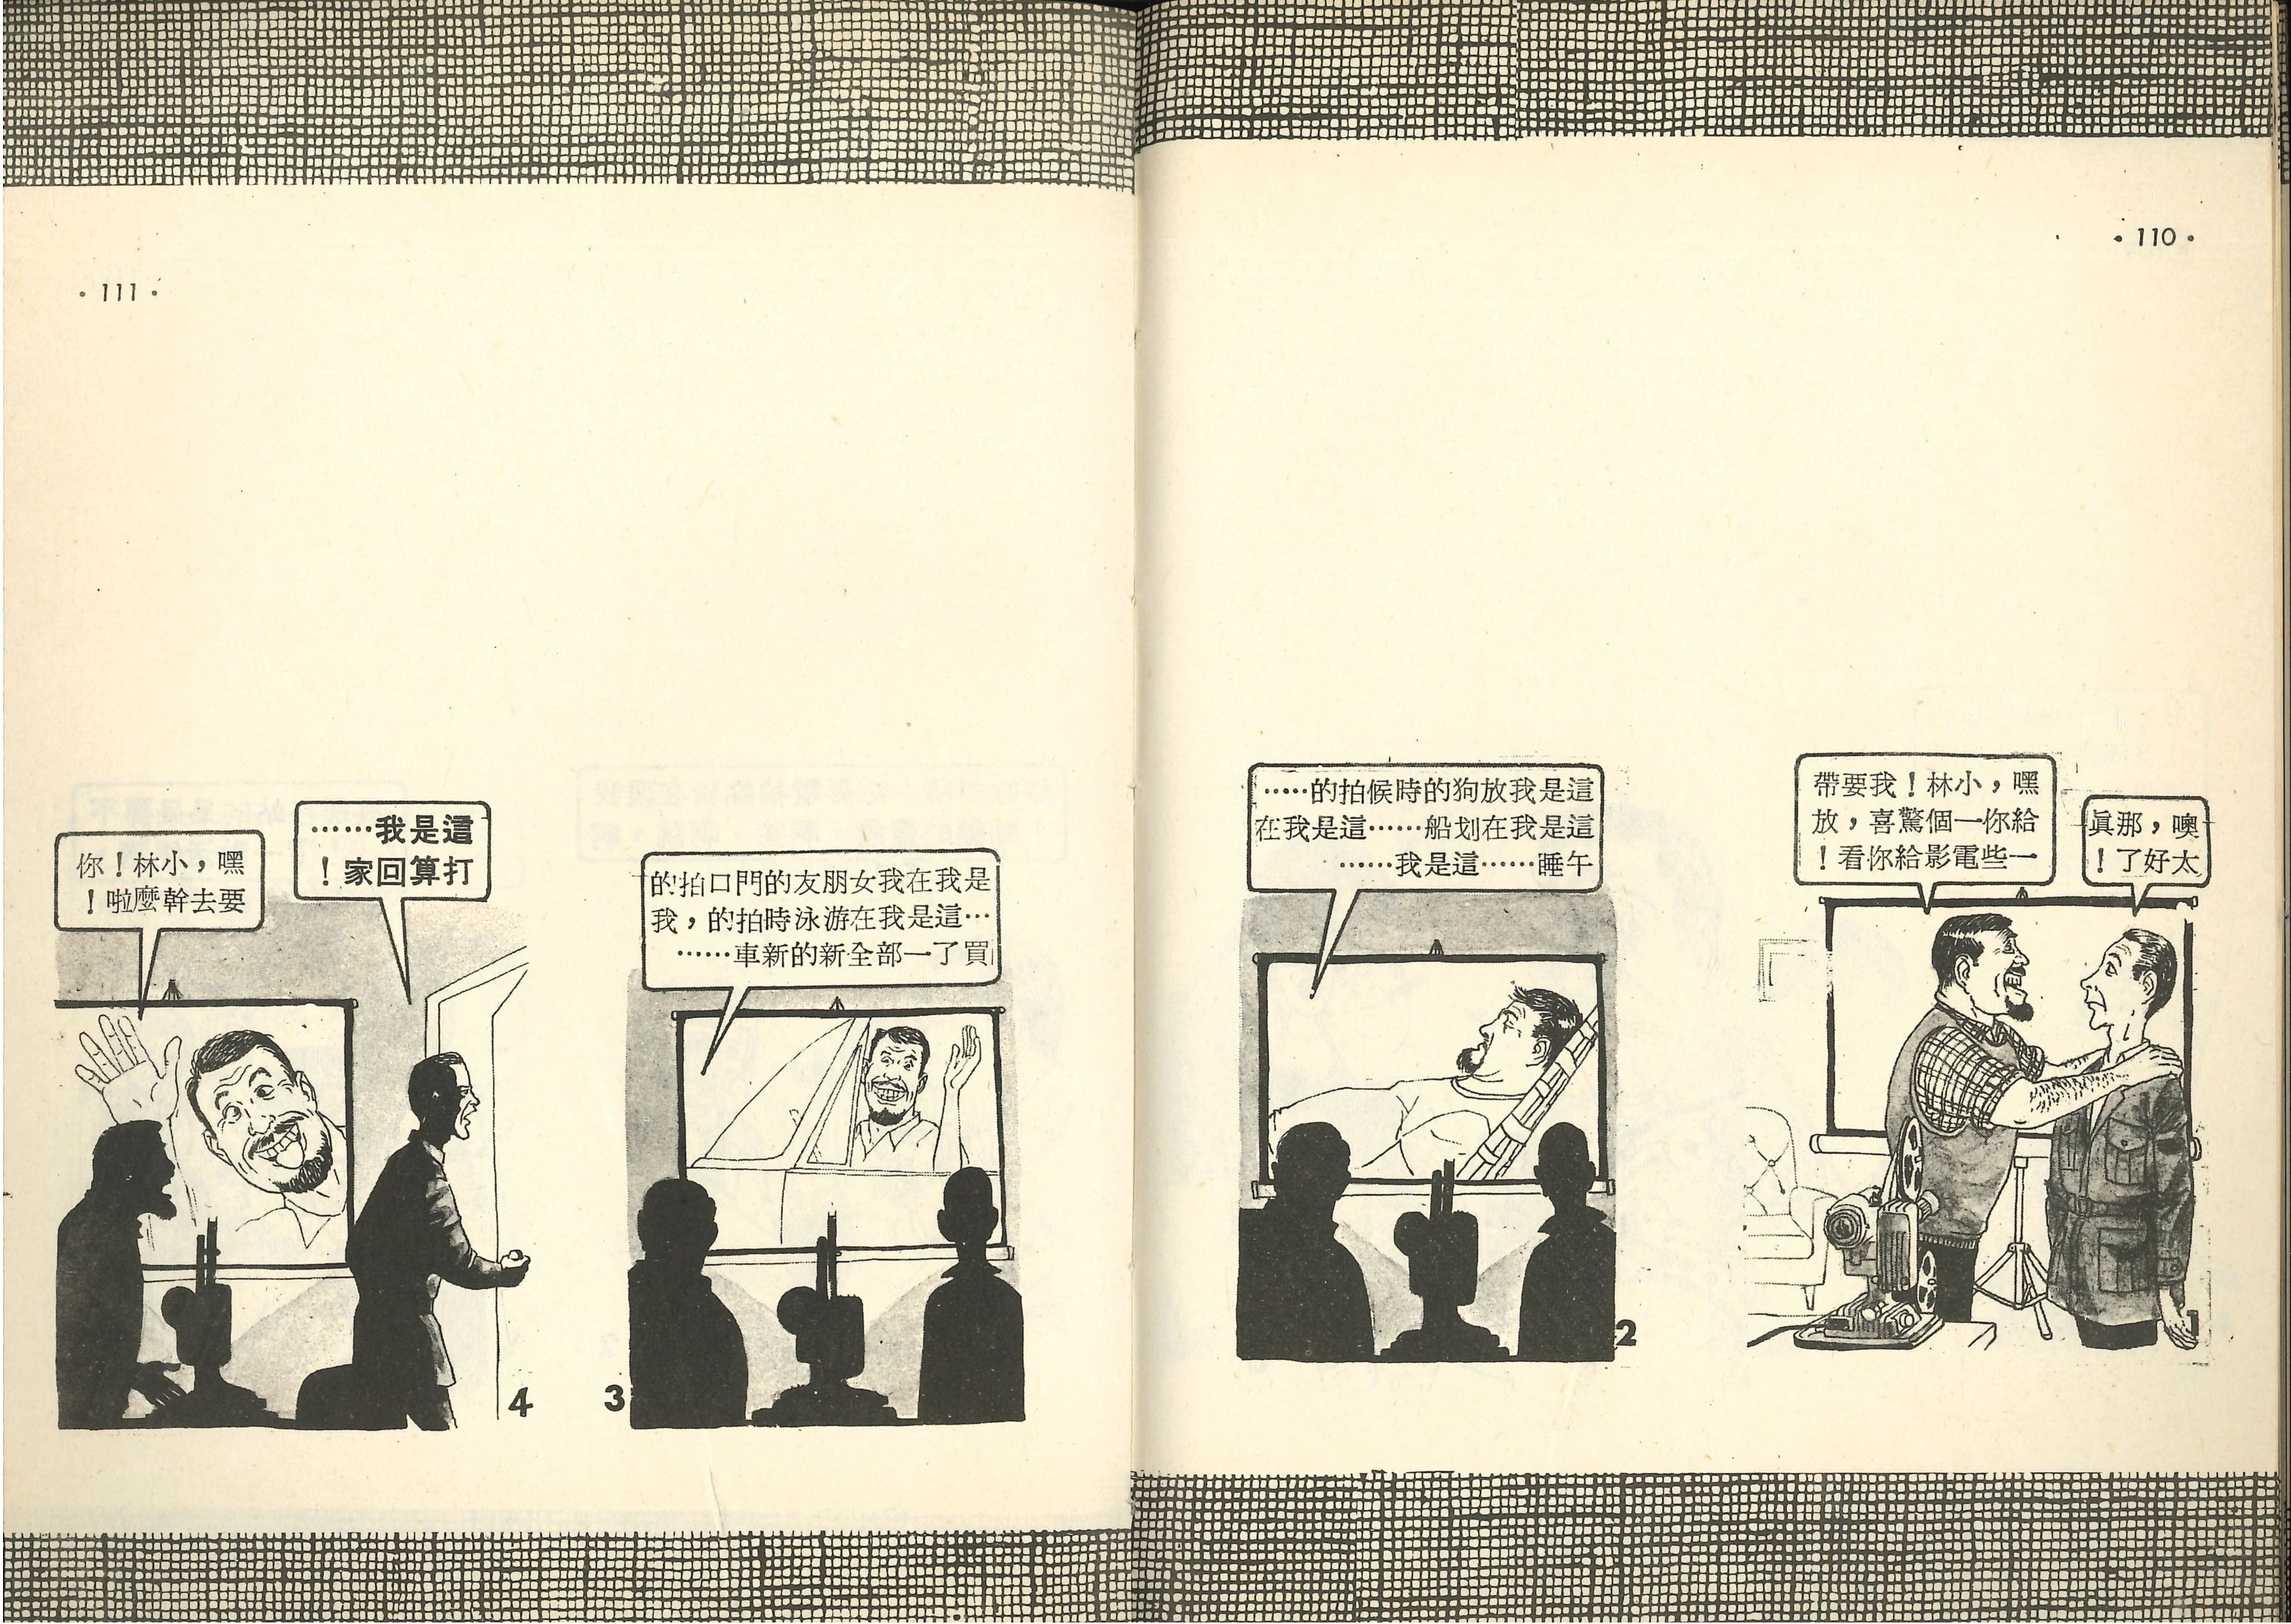 ·110·
嘿，小林！我要帶
給你一個驚喜，放
一些電影給你看！
噢，那眞
太好了！
1
這是我放狗的時候拍的……
這是我在划船……這是我在
午睡……這是我……
2
·111·
是我在我女朋友的門口拍的
…這是我在游泳時拍的，我
買了一部全新的新車……
3
這是我……
打算回家！
嘿，小林！你
要去幹麼啦！
4